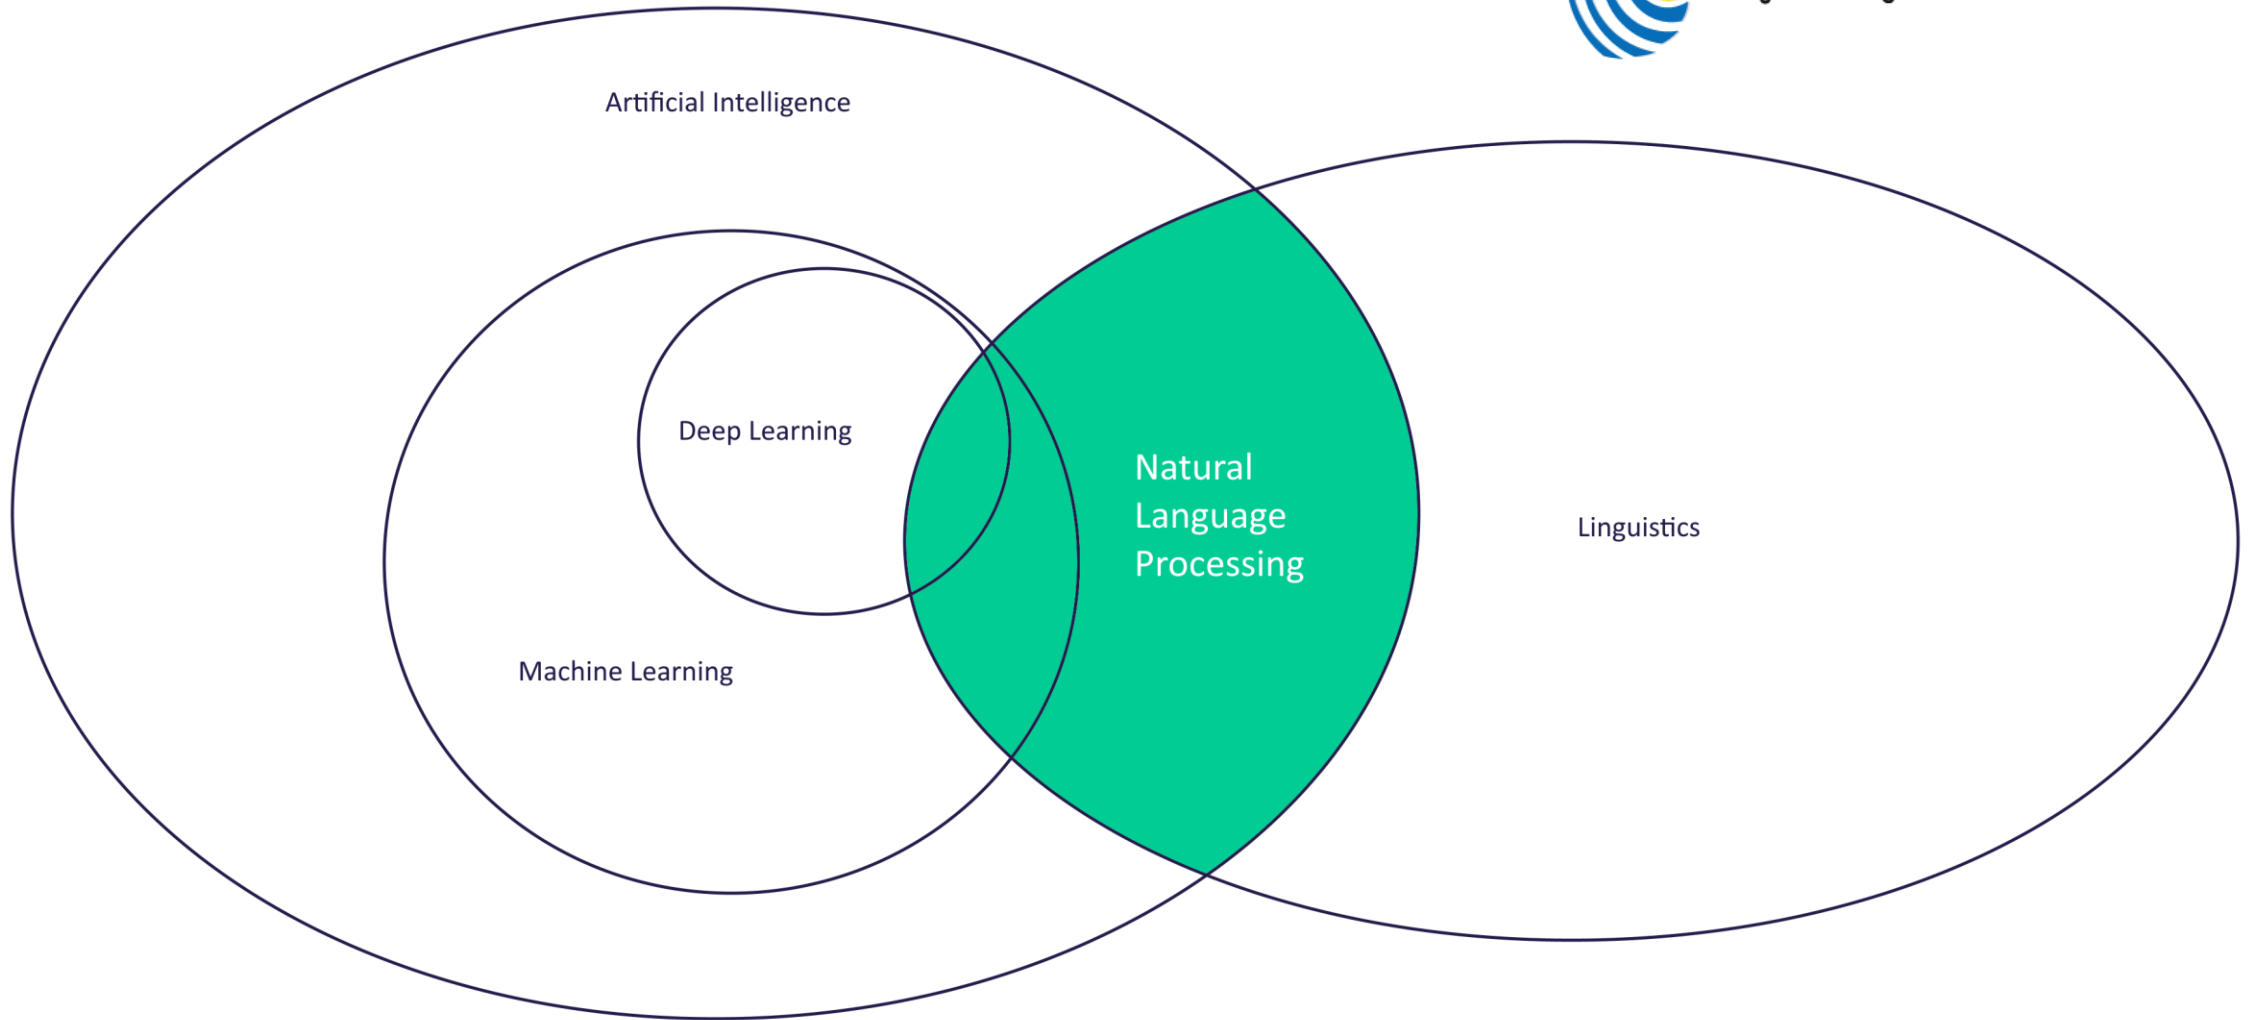 Artificial Intelligence
Deep Learning
Natural
Language
Processing
Linguistics
Machine Learning